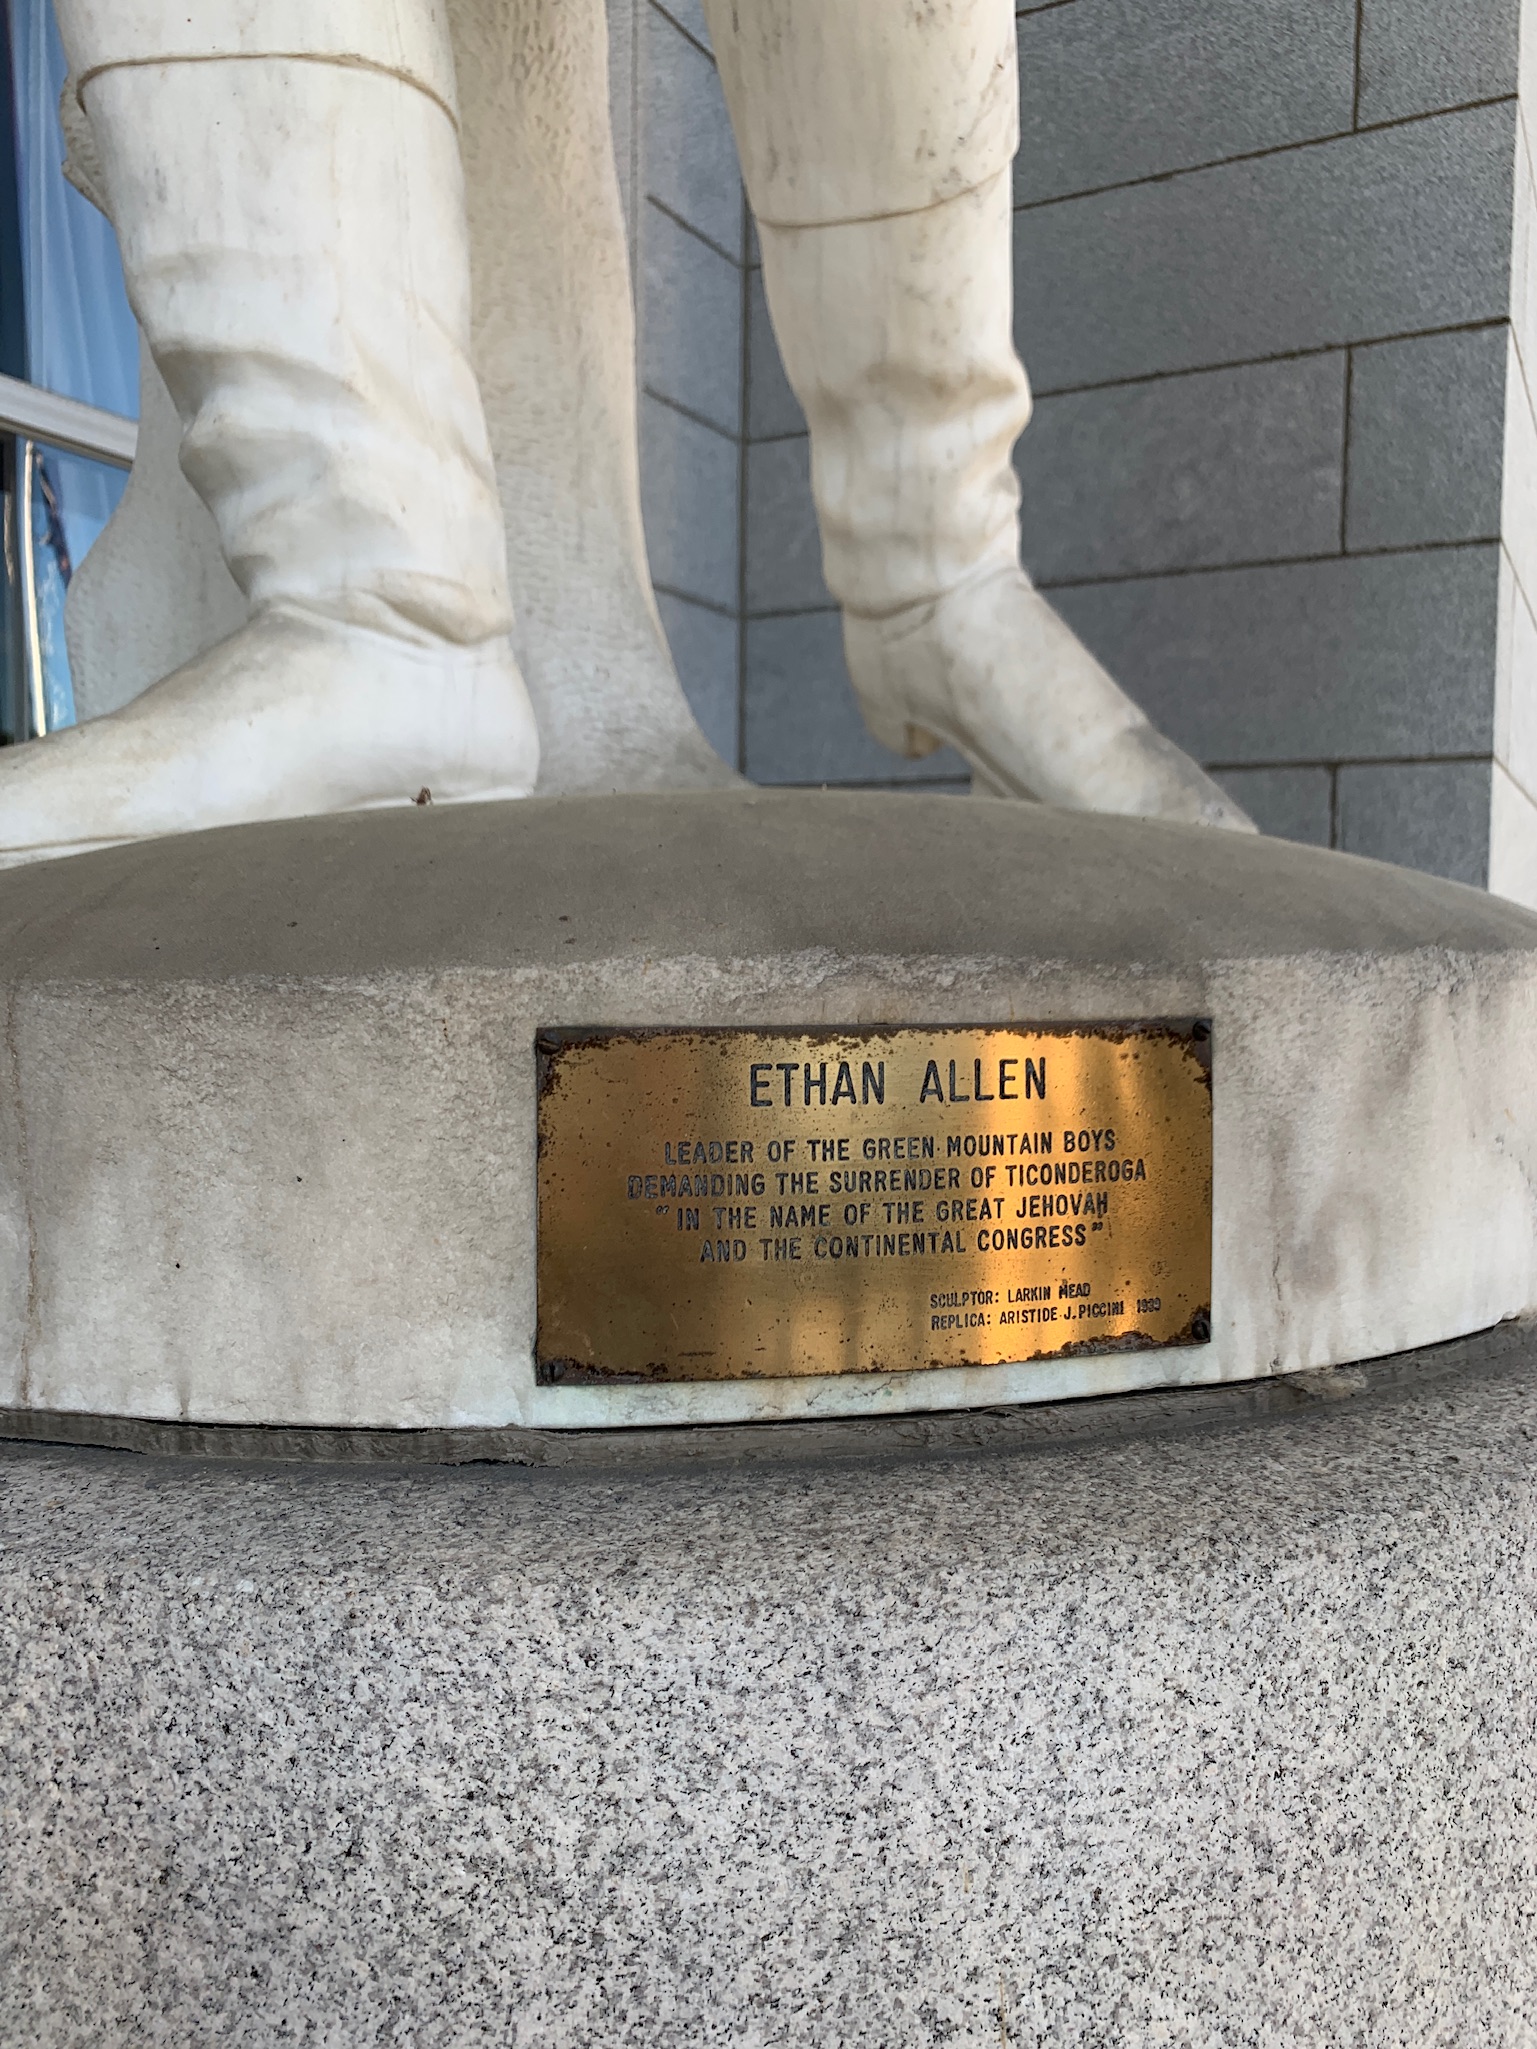 ETHAN ALLEN
LEADER OF THE GREEN MOUNTAIN BOYS
DEMANDING THE SURRENDER OF TICONDEROGA
"IN THE NAME OF THE GREAT JEHOVAH
AND THE CONTINENTAL CONGRESS"
SCULPTOR: LARKIN MEAD
REPLICA: ARISTIDE J. PICCINI